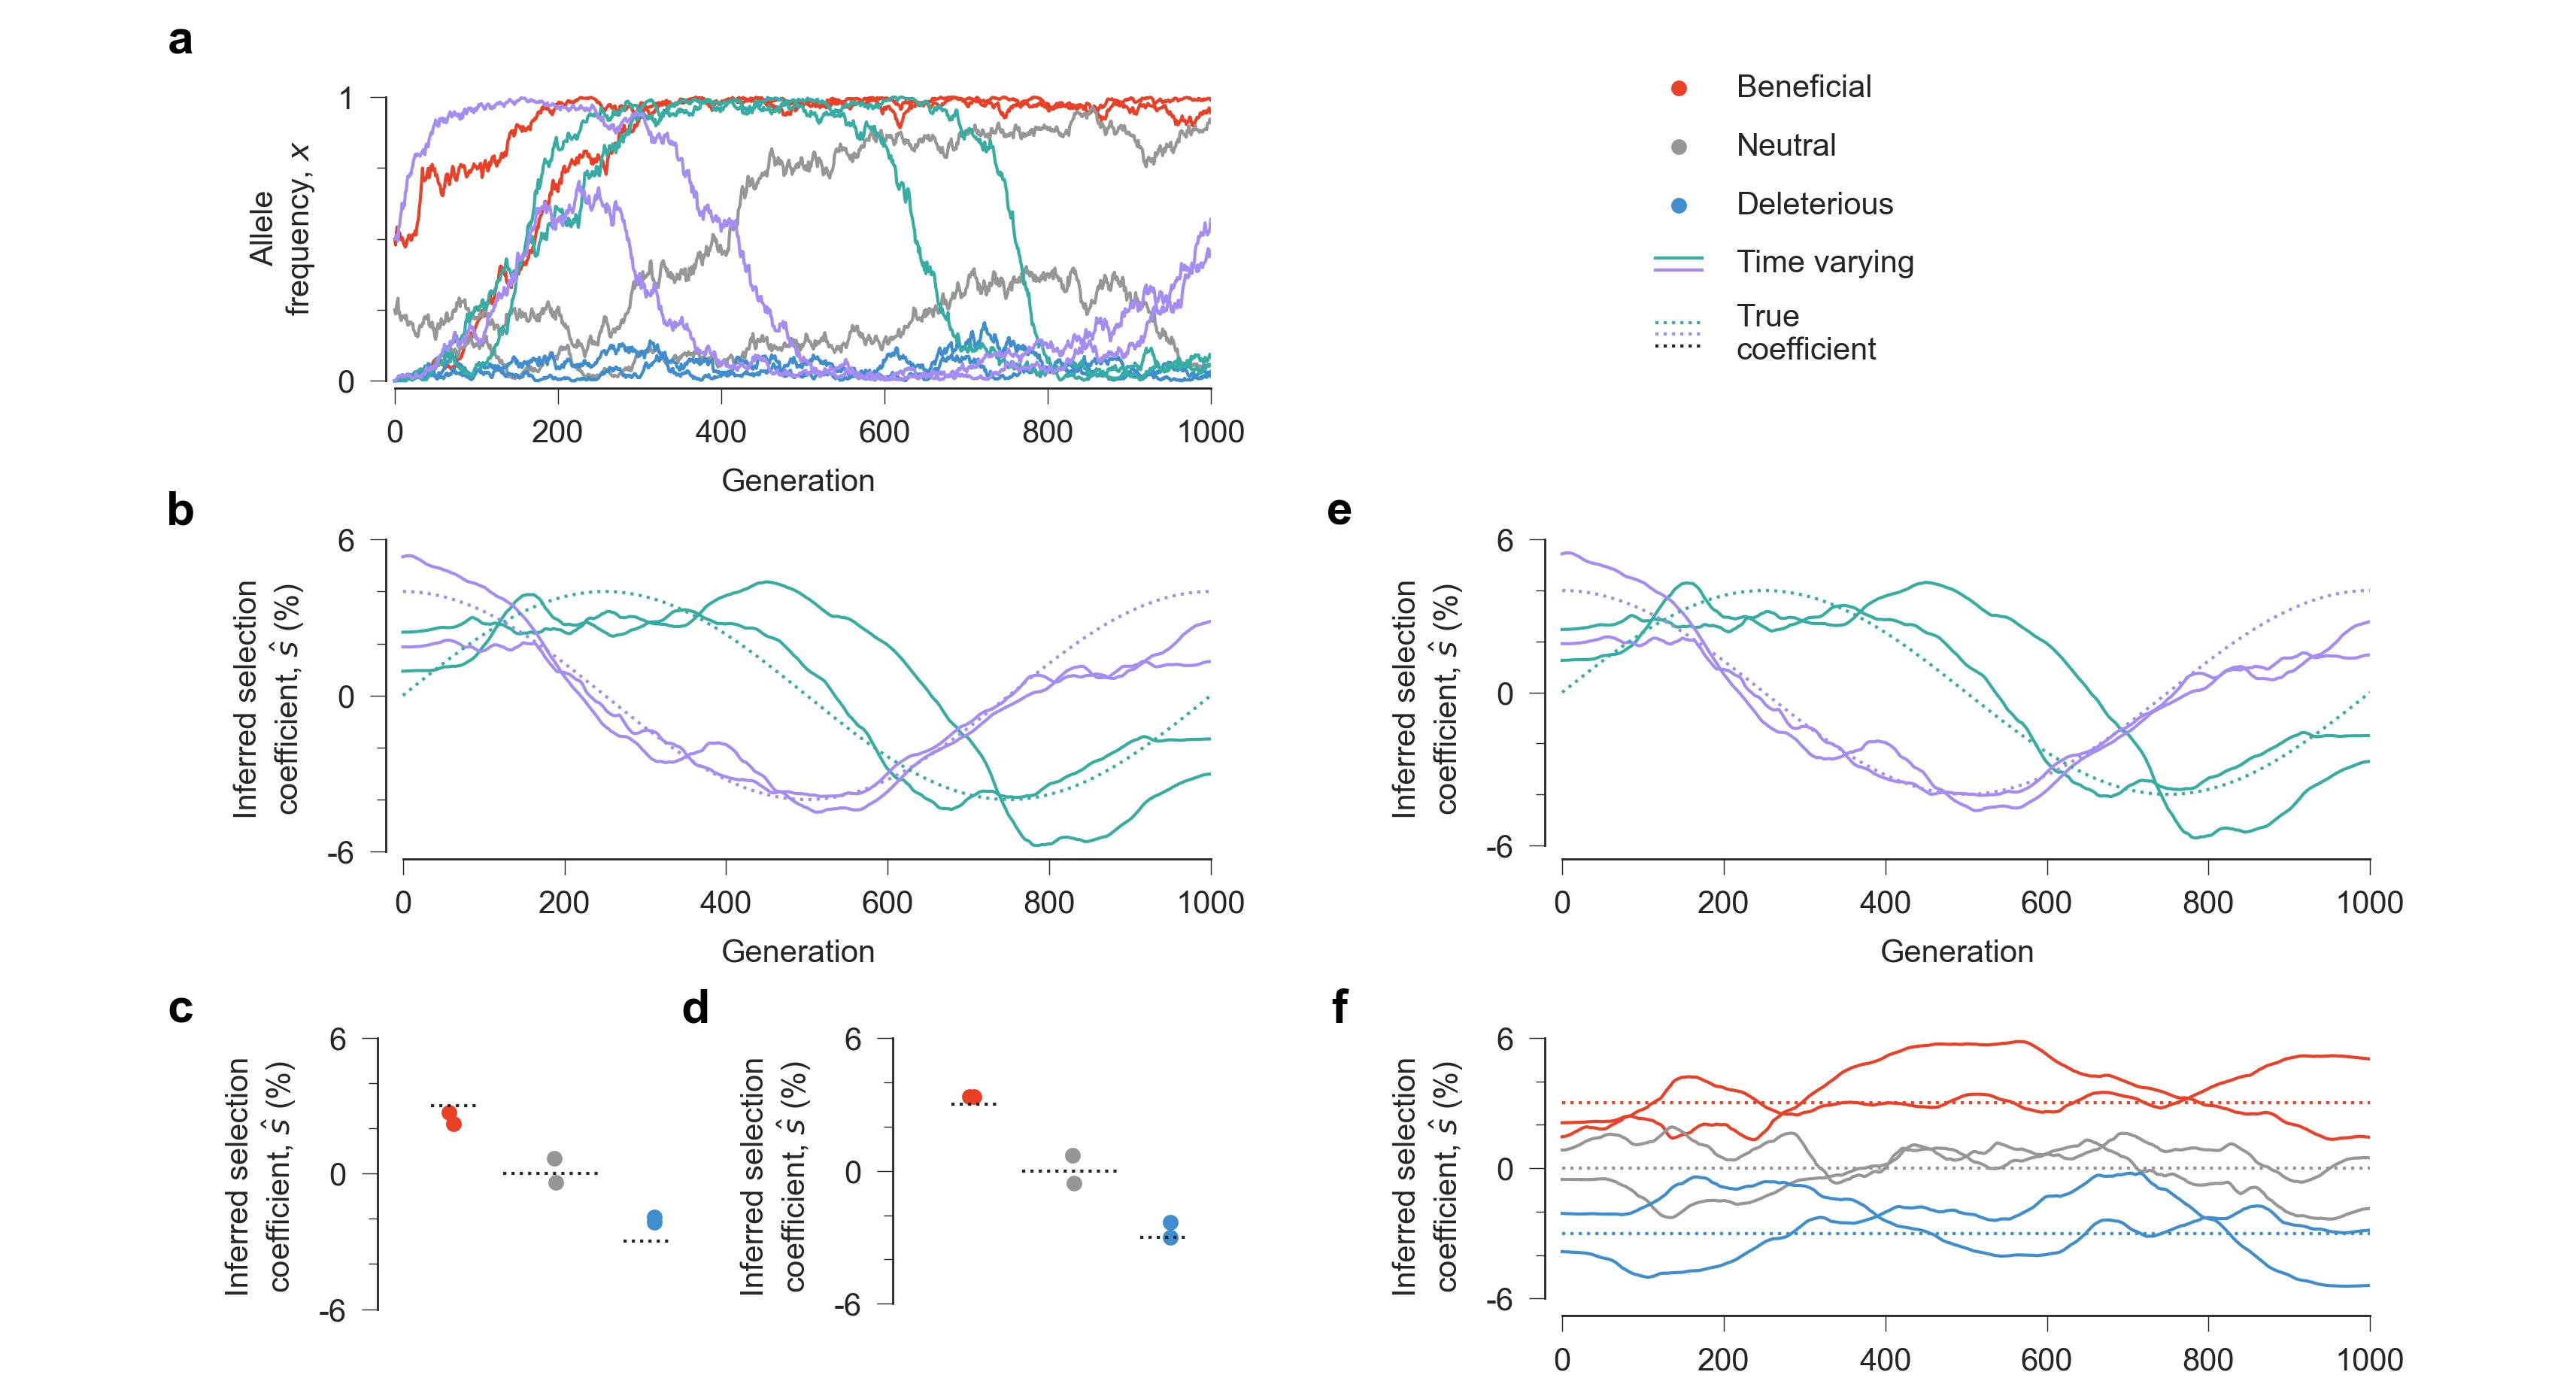 a
1
0
Allele
frequency, x
0 200 400 600 800 1000
Generation
Beneficial
Neutral
Deleterious
Time varying
True
coefficient
b
6
0
-6
Inferred selection
coefficient, ŝ (%)
0 200 400 600 800 1000
Generation
e
6
0
-6
Inferred selection
coefficient, ŝ (%)
0 200 400 600 800 1000
Generation
c
6
0
-6
Inferred selection
coefficient, ŝ (%)
d
6
0
-6
Inferred selection
coefficient, ŝ (%)
f
6
0
-6
Inferred selection
coefficient, ŝ (%)
0 200 400 600 800 1000